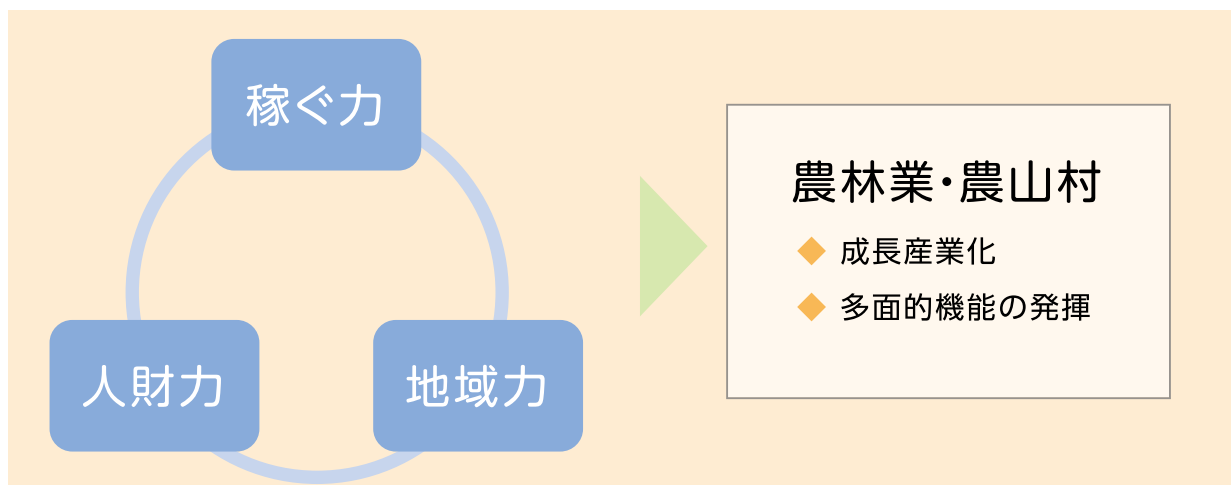 稼ぐ力
人財力
地域力
農林業・農山村
◆ 成長産業化
◆ 多面的機能の発揮